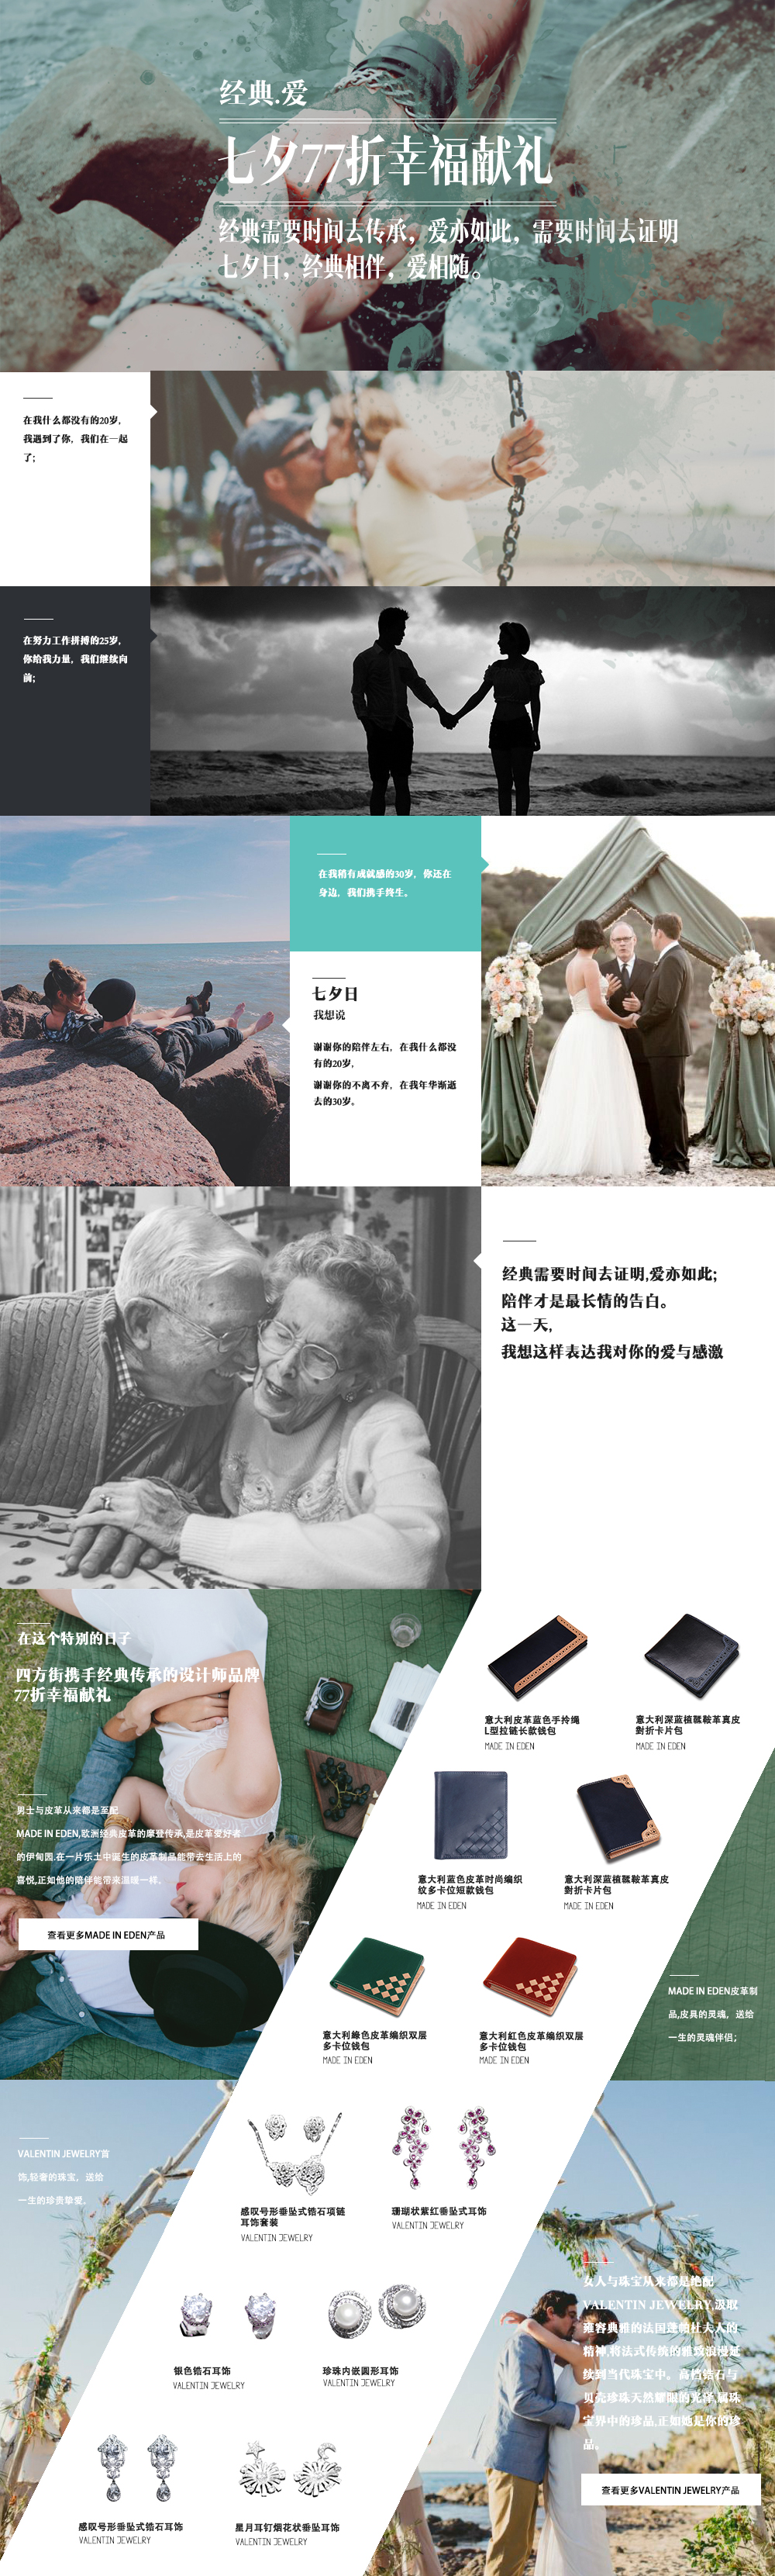 经典.爱
七夕77折幸福献礼
经典需要时间去传承，爱亦如此，需要时间去证明
七夕日，经典相伴，爱相随。
在我什么都没有的20岁，
我遇到了你，我们在一起
了；
在努力工作拼搏的25岁，
你给我力量，我们继续向
前；
在我稍有成就感的30岁，你还在
身边，我们携手终生。
七夕日
我想说
谢谢你的陪伴左右，在我什么都没
有的20岁，
谢谢你的不离不弃，在我年华渐逝
去的30岁。
经典需要时间去证明,爱亦如此;
陪伴才是最长情的告白。
这一天,
我想这样表达我对你的爱与感激
在这个特别的日子
四方街携手经典传承的设计师品牌
77折幸福献礼
男士与皮革从来都是至配
MADE IN EDEN,欧洲经典皮革的摩登传承,是皮革爱好者
的伊甸园.在一片乐土中诞生的皮革制品能带去生活上的
喜悦,正如他的陪伴能带来温暖一样。
查看更多MADE IN EDEN产品
意大利皮革蓝色手拎绳
L型拉链长款钱包
MADE IN EDEN
意大利深蓝植鞣鞍革真皮
對折卡片包
MADE IN EDEN
意大利蓝色皮革时尚编织
纹多卡位短款钱包
MADE IN EDEN
意大利深蓝植鞣鞍革真皮
對折卡片包
MADE IN EDEN
意大利綠色皮革编织双层
多卡位钱包
MADE IN EDEN
意大利紅色皮革编织双层
多卡位钱包
MADE IN EDEN
MADE IN EDEN皮革制
品,皮具的灵魂，送给
一生的灵魂伴侣；
VALENTIN JEWELRY首
饰,轻奢的珠宝，送给
一生的珍贵挚爱。
感叹号形垂坠式锆石项链
耳饰套装
VALENTIN JEWELRY
珊瑚状紫红垂坠式耳饰
VALENTIN JEWELRY
银色锆石耳饰
VALENTIN JEWELRY
珍珠内嵌圆形耳饰
VALENTIN JEWELRY
感叹号形垂坠式锆石耳饰
VALENTIN JEWELRY
星月耳钉烟花状垂坠耳饰
VALENTIN JEWELRY
女人与珠宝从来都是绝配
VALENTIN JEWELRY,汲取
雍容典雅的法国蓬帕杜夫人的
精神,将法式传统的雅致浪漫延
续到当代珠宝中。高档锆石与
贝壳珍珠天然耀眼的光泽,属珠
宝界中的珍品,正如她是你的珍
品。
查看更多VALENTIN JEWELRY产品